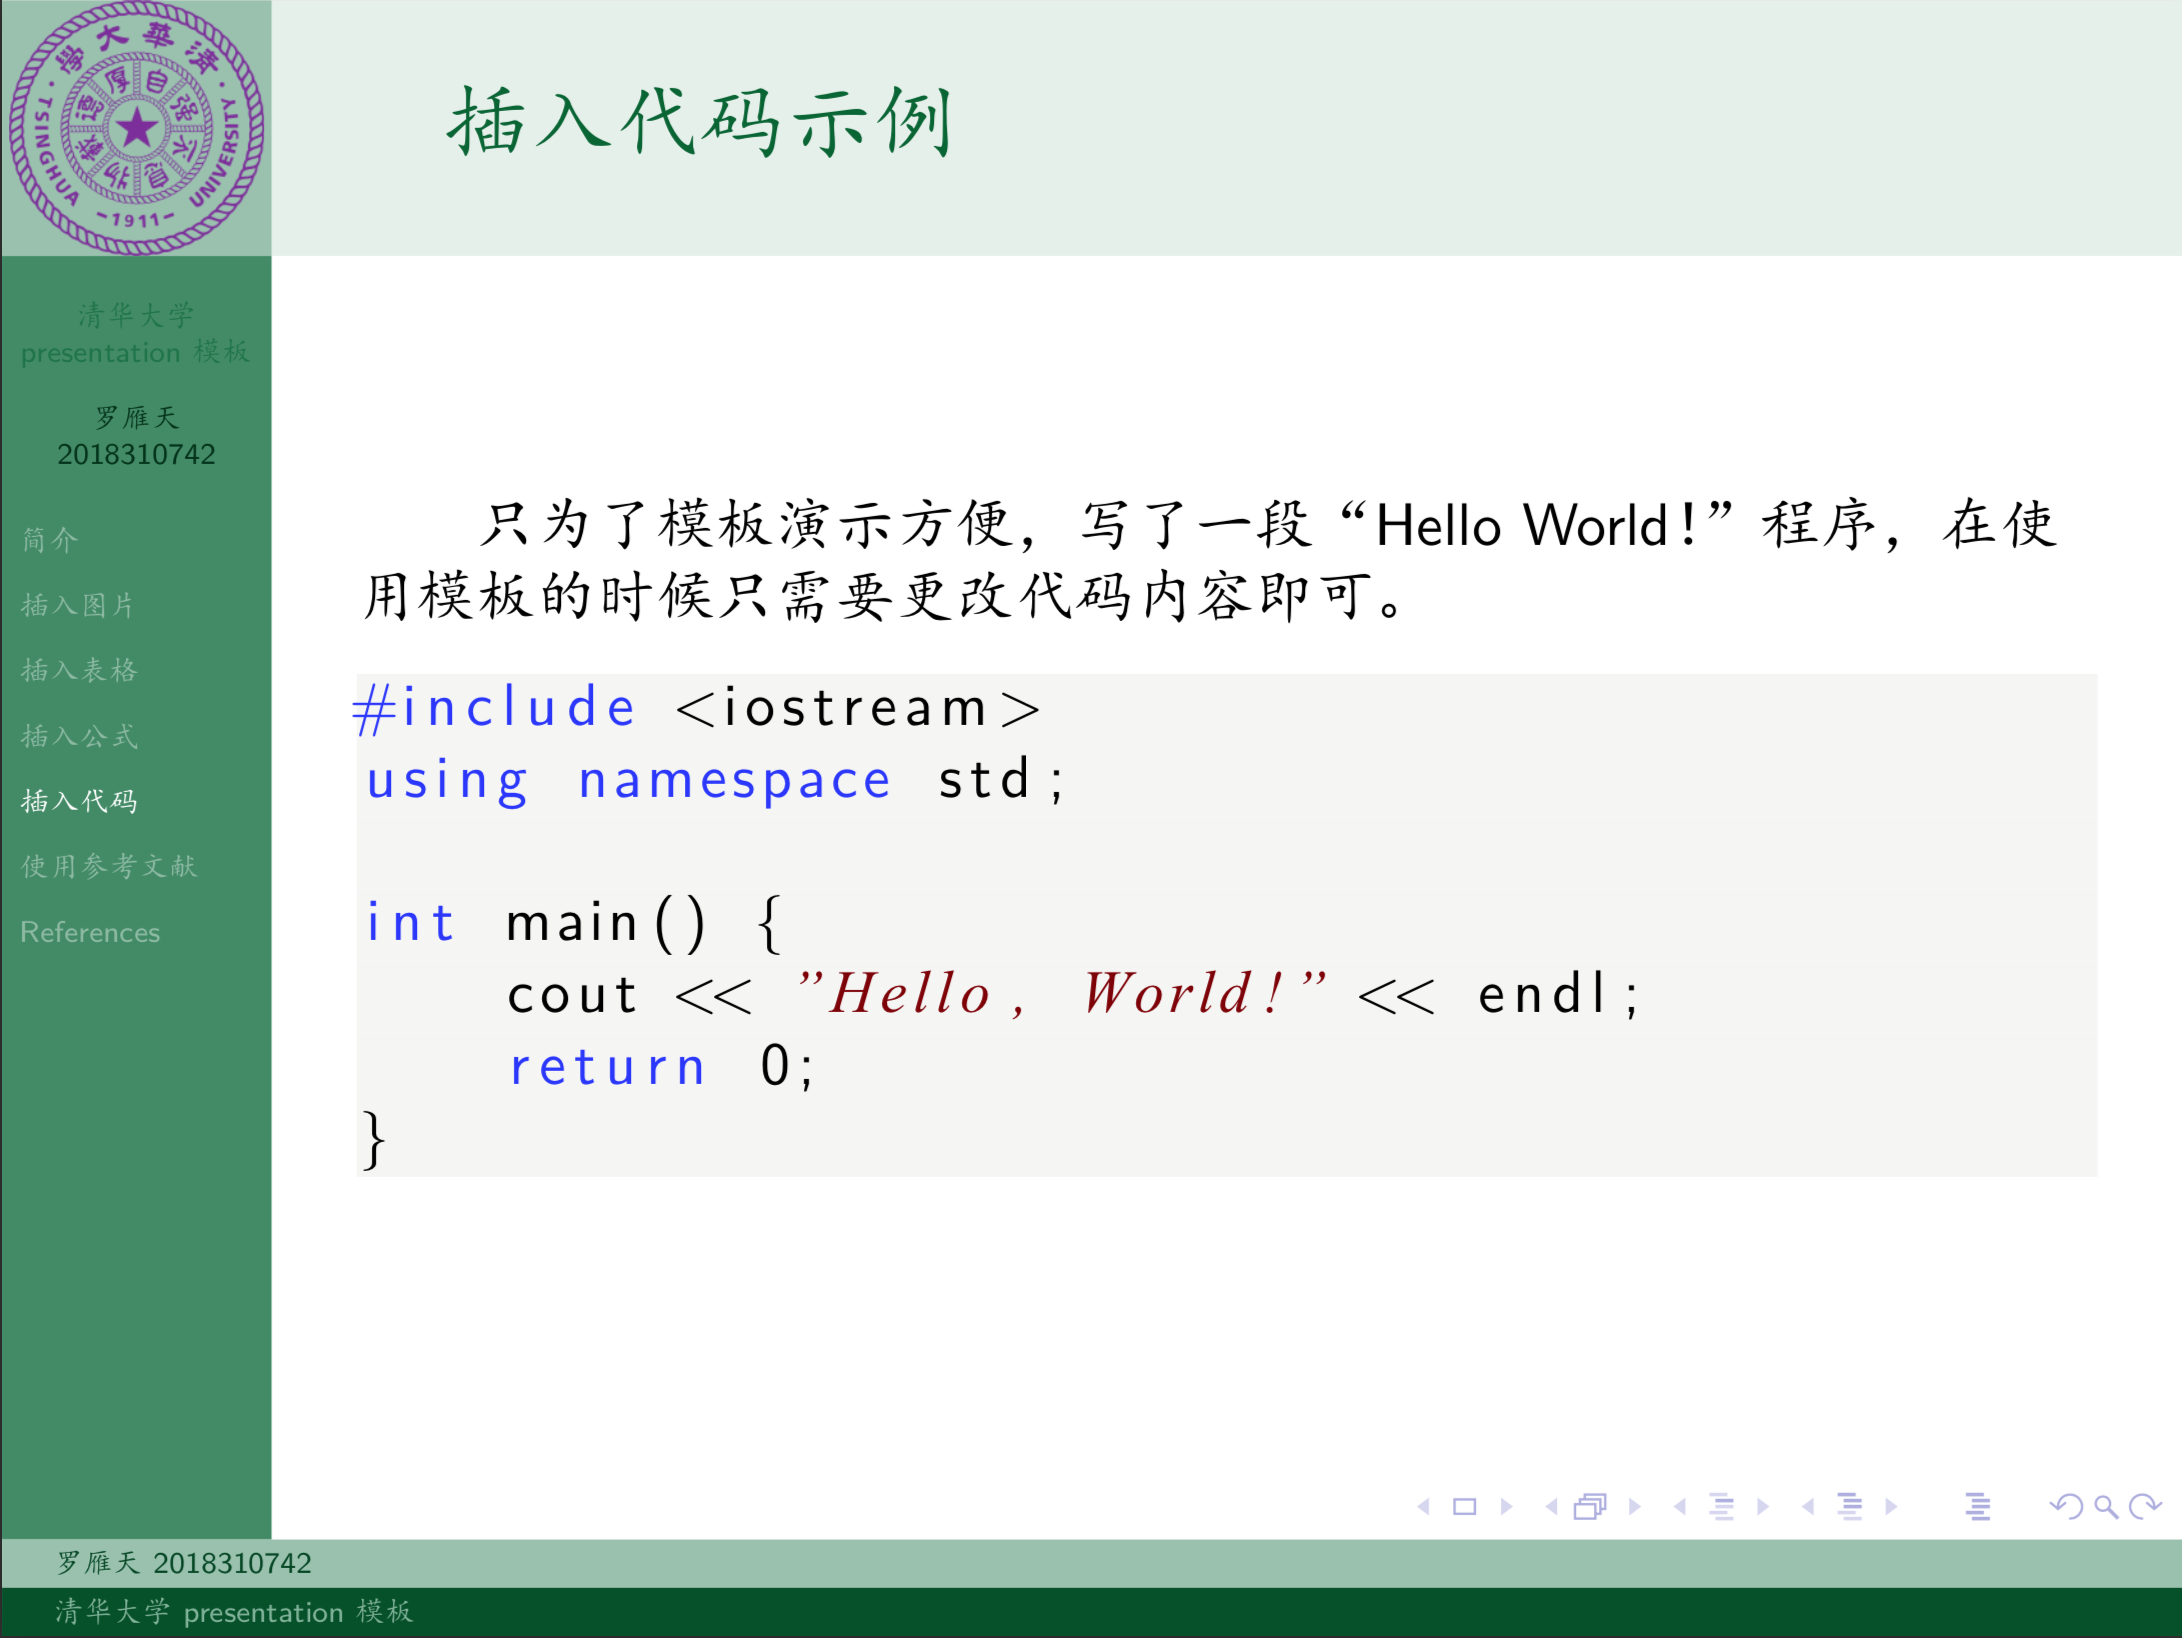 清華大學
自强不息
厚德載物
TSINGHUA UNIVERSITY
-1911-
插入代码示例
清华大学
presentation 模板
罗雁天
2018310742
简介
插入图片
插入表格
插入公式
插入代码
使用参考文献
References
只为了模板演示方便，写了一段“Hello World!”程序，在使
用模板的时候只需要更改代码内容即可。
#include <iostream>
using namespace std;
int main() {
cout << ”Hello, World!” << endl;
return 0;
}
罗雁天 2018310742
清华大学 presentation 模板